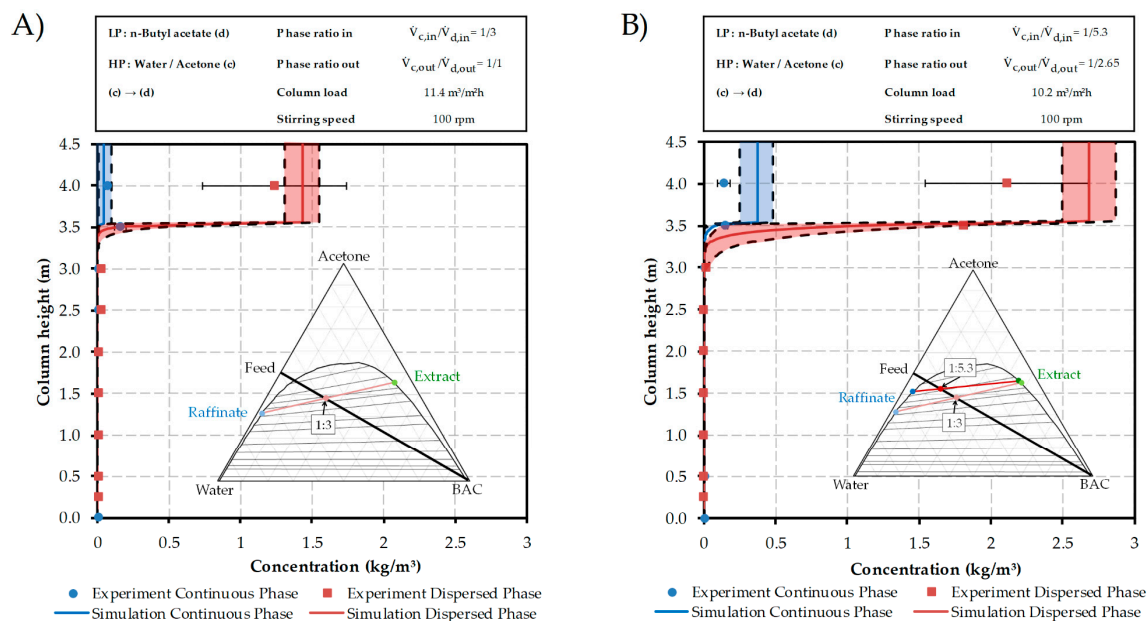 A)
LP : n-Butyl acetate (d) Phase ratio in V̇c,in/V̇d,in = 1/3
HP : Water / Acetone (c) Phase ratio out V̇c,out/V̇d,out = 1/1
(c) → (d) Column load 11.4 m³/m²h
Stirring speed 100 rpm
Column height (m)
4.5
4.0
3.5
3.0
2.5
2.0
1.5
1.0
0.5
0.0
Acetone
Feed
Extract
Raffinate
1:3
Water
BAC
0 0.5 1 1.5 2 2.5 3
Concentration (kg/m³)
Experiment Continuous Phase Experiment Dispersed Phase
Simulation Continuous Phase Simulation Dispersed Phase
B)
LP : n-Butyl acetate (d) Phase ratio in V̇c,in/V̇d,in = 1/5.3
HP : Water / Acetone (c) Phase ratio out V̇c,out/V̇d,out = 1/2.65
(c) → (d) Column load 10.2 m³/m²h
Stirring speed 100 rpm
Column height (m)
4.5
4.0
3.5
3.0
2.5
2.0
1.5
1.0
0.5
0.0
Acetone
Feed
1:5.3
Extract
Raffinate
1:3
Water
BAC
0 0.5 1 1.5 2 2.5 3
Concentration (kg/m³)
Experiment Continuous Phase Experiment Dispersed Phase
Simulation Continuous Phase Simulation Dispersed Phase